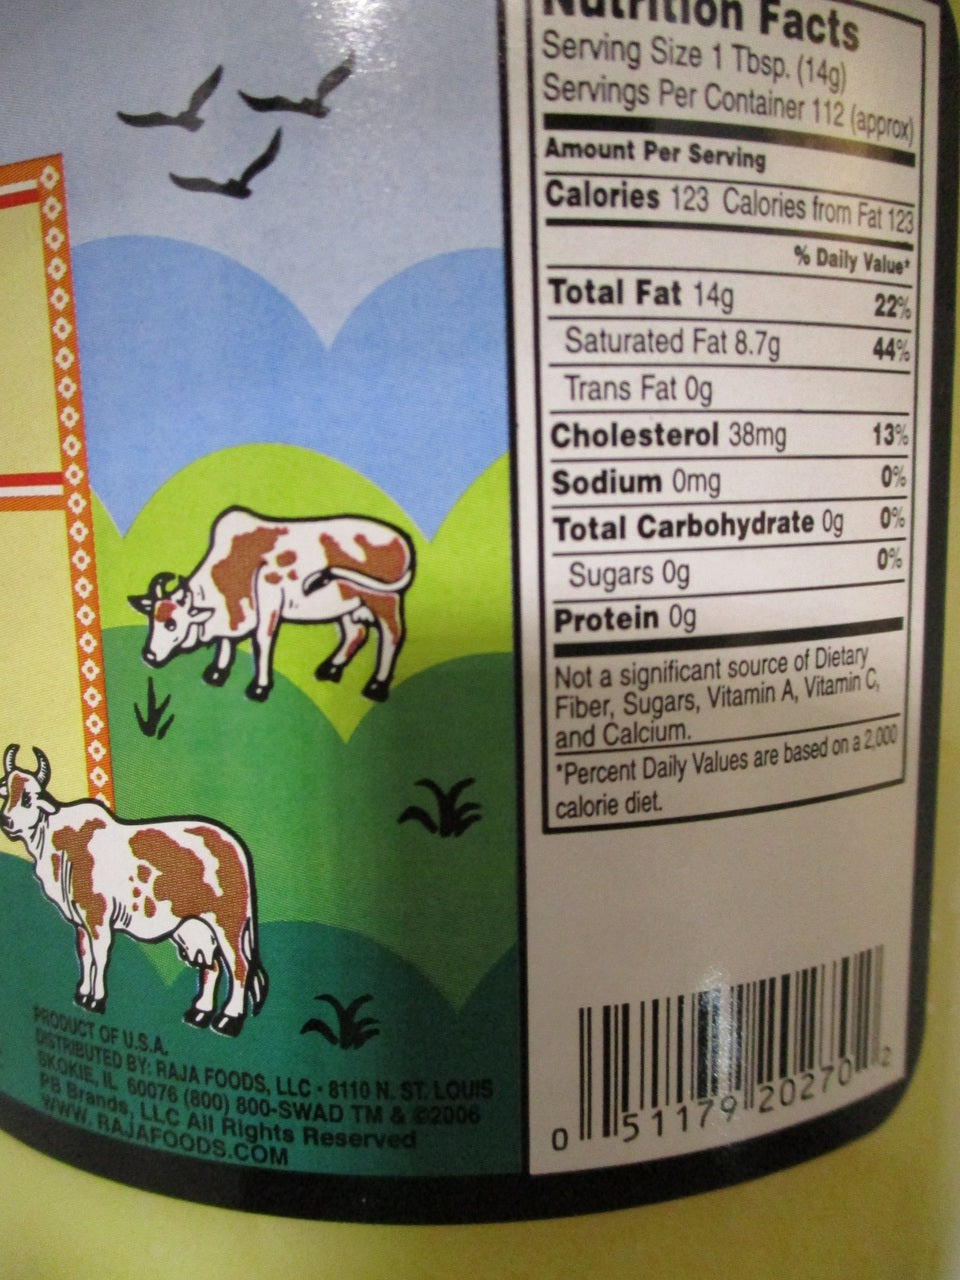 Nutrition Facts
Serving Size 1 Tbsp. (14g)
Servings Per Container 112 (approx)
Amount Per Serving
Calories 123 Calories from Fat 123
% Daily Value*
Total Fat 14g 22%
Saturated Fat 8.7g 44%
Trans Fat 0g
Cholesterol 38mg 13%
Sodium 0mg 0%
Total Carbohydrate 0g 0%
Sugars 0g 0%
Protein 0g
Not a significant source of Dietary
Fiber, Sugars, Vitamin A, Vitamin C,
and Calcium.
*Percent Daily Values are based on a 2,000
calorie diet.
0 51179 20270 2
PRODUCT OF U.S.A.
DISTRIBUTED BY: RAJA FOODS, LLC • 8110 N. ST. LOUIS
SKOKIE, IL 60076 (800) 800-SWAD TM & ©2006
PB Brands, LLC All Rights Reserved
WWW.RAJAFOODS.COM